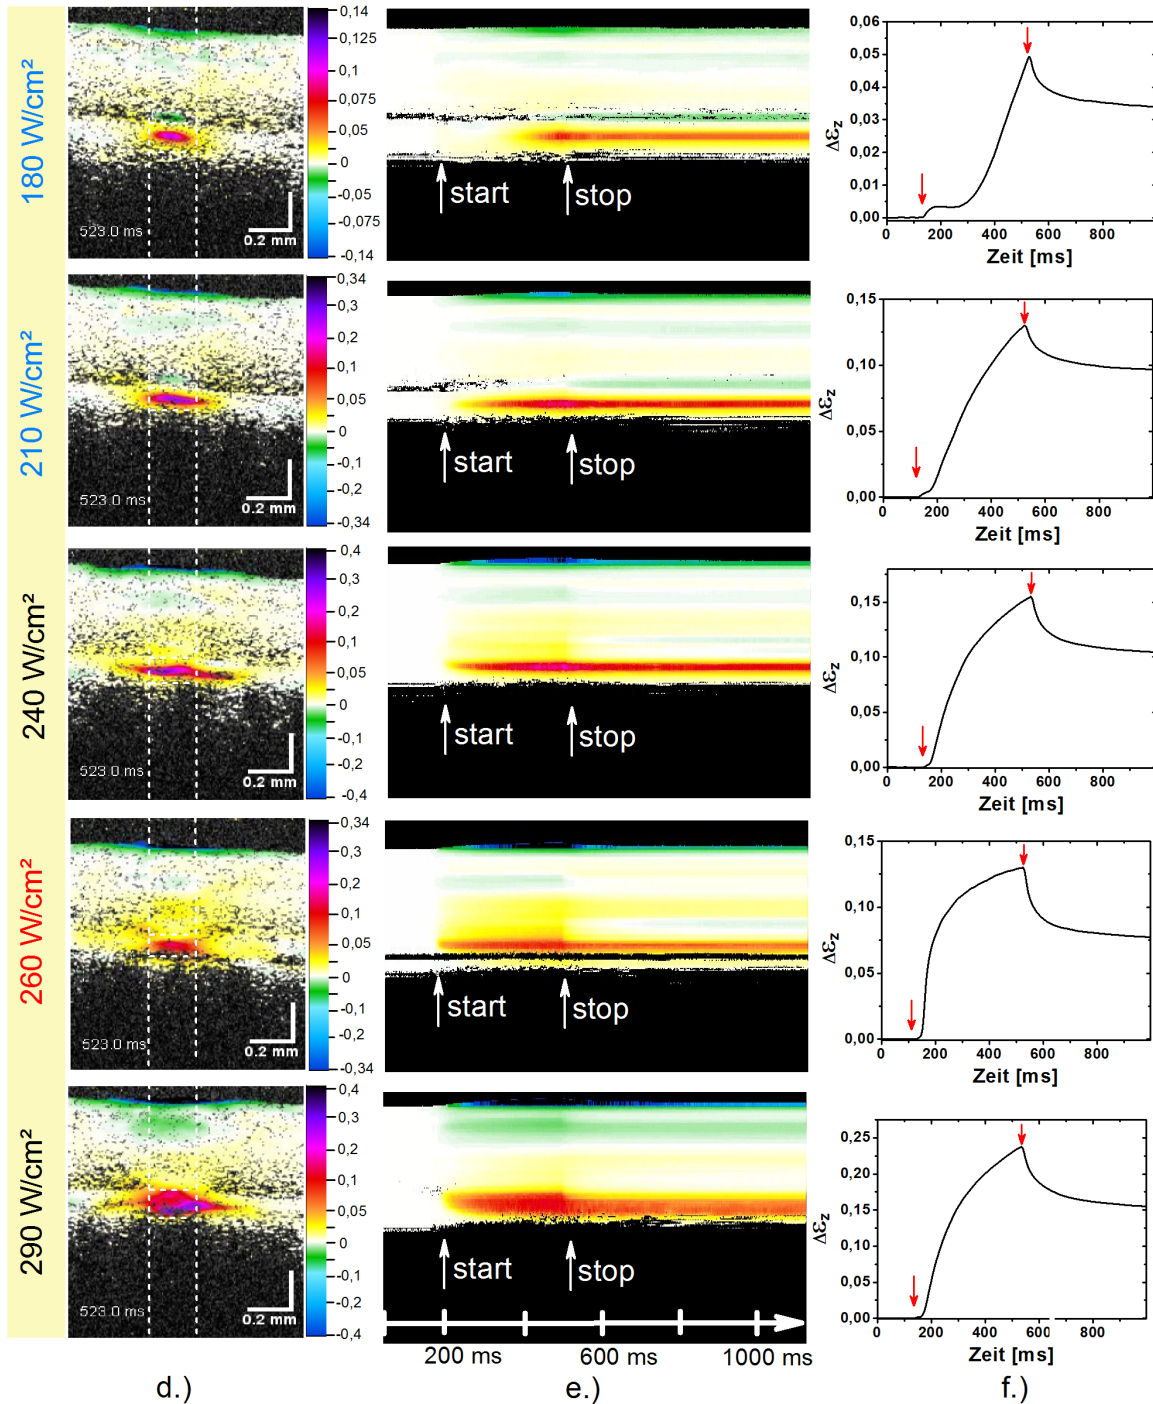 180 W/cm²
0,14
0,125
0,1
0,075
0,05
0
-0,05
-0,075
-0,14
523.0 ms
0.2 mm
start
stop
0,06
0,05
0,04
0,03
0,02
0,01
0,00
Δε_z
0 200 400 600 800
Zeit [ms]
210 W/cm²
0,34
0,3
0,2
0,1
0,05
0
-0,1
-0,2
-0,34
523.0 ms
0.2 mm
start
stop
0,15
0,10
0,05
0,00
Δε_z
0 200 400 600 800
Zeit [ms]
240 W/cm²
0,4
0,3
0,2
0,1
0,05
0
-0,1
-0,2
-0,4
523.0 ms
0.2 mm
start
stop
0,15
0,10
0,05
0,00
Δε_z
0 200 400 600 800
Zeit [ms]
260 W/cm²
0,34
0,2
0,1
0,05
0
-0,1
-0,2
-0,34
523.0 ms
0.2 mm
start
stop
0,15
0,10
0,05
0,00
Δε_z
0 200 400 600 800
Zeit [ms]
290 W/cm²
0,4
0,3
0,2
0,1
0,05
0
-0,1
-0,2
-0,4
523.0 ms
0.2 mm
start
stop
200 ms 600 ms 1000 ms
0,25
0,20
0,15
0,10
0,05
0,00
Δε_z
0 200 400 600 800
Zeit [ms]
d.) e.) f.)